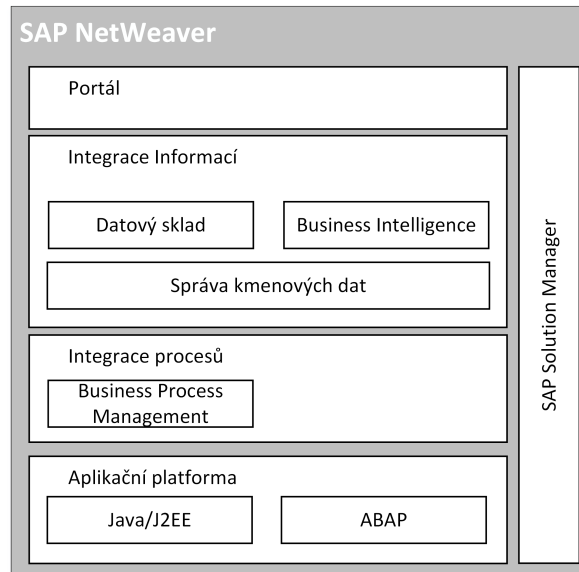 SAP NetWeaver
Portál
Integrace Informací
Datový sklad
Business Intelligence
Správa kmenových dat
Integrace procesů
Business Process
Management
Aplikační platforma
Java/J2EE
ABAP
SAP Solution Manager